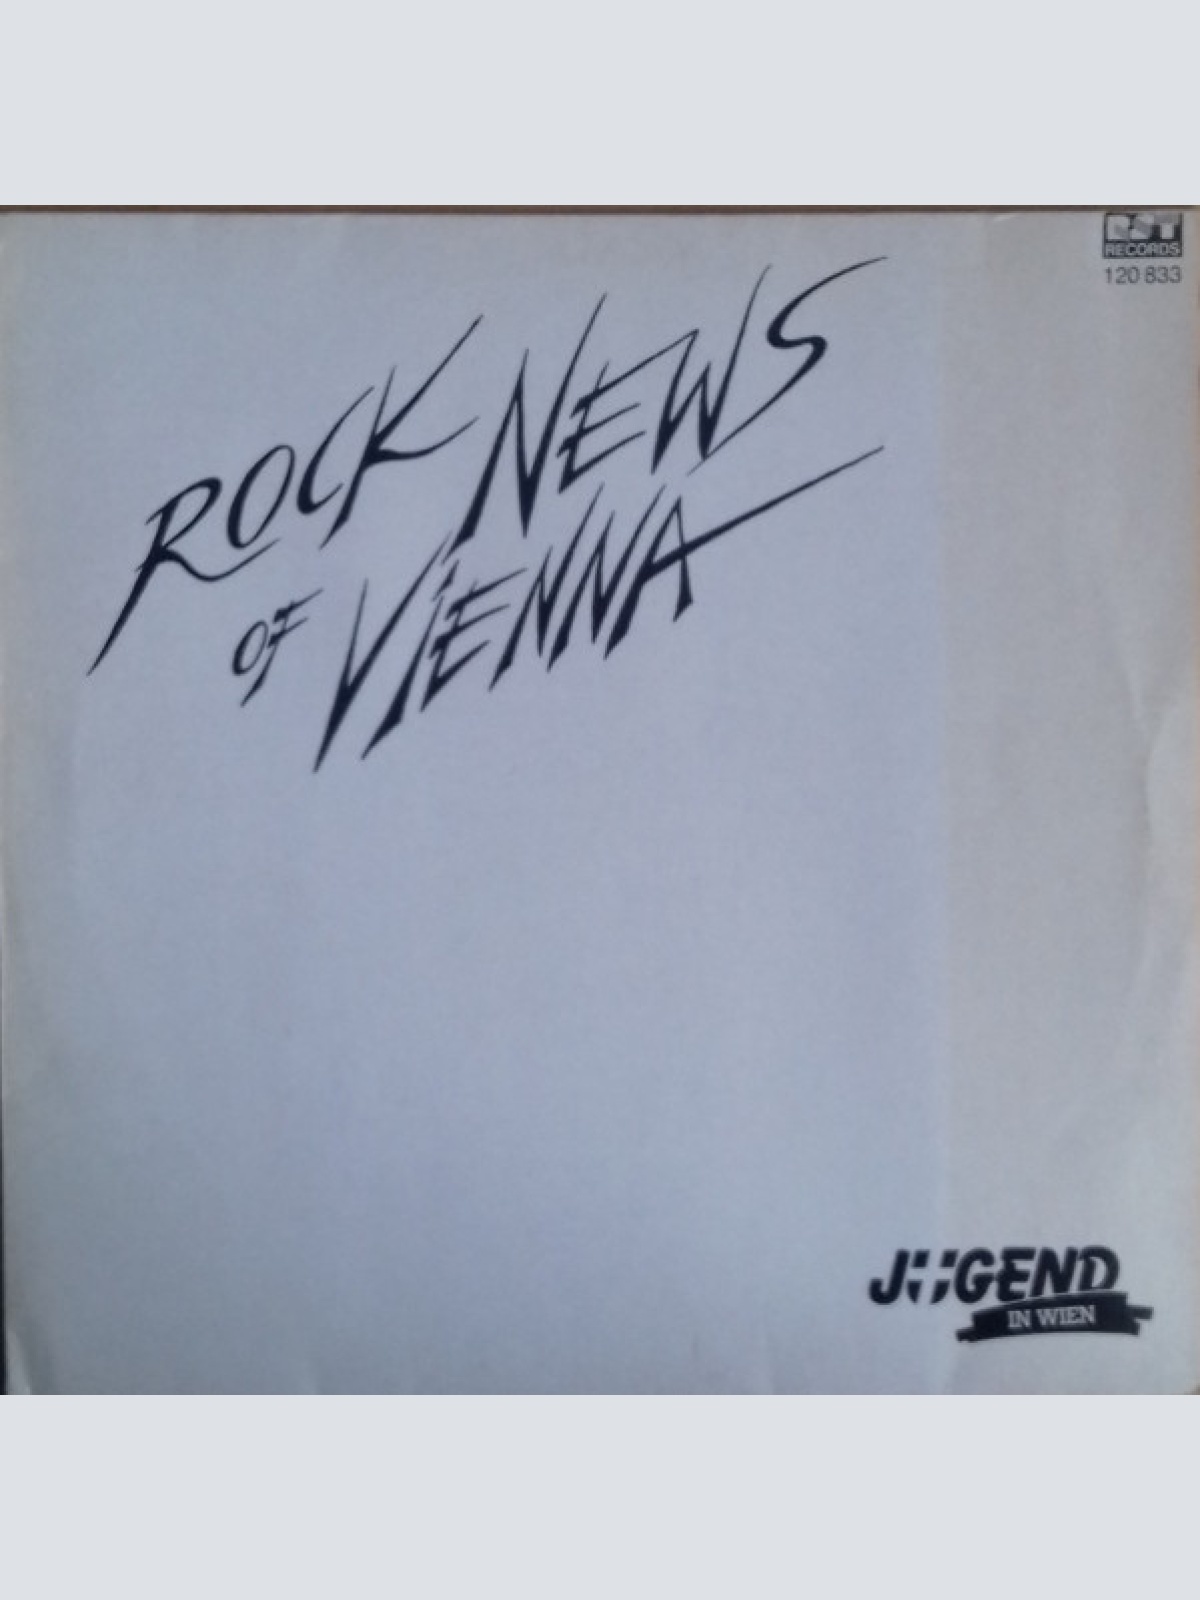 RST
RECORDS
120 833
ROCK NEWS
OF VIENNA
JUGEND
IN WIEN